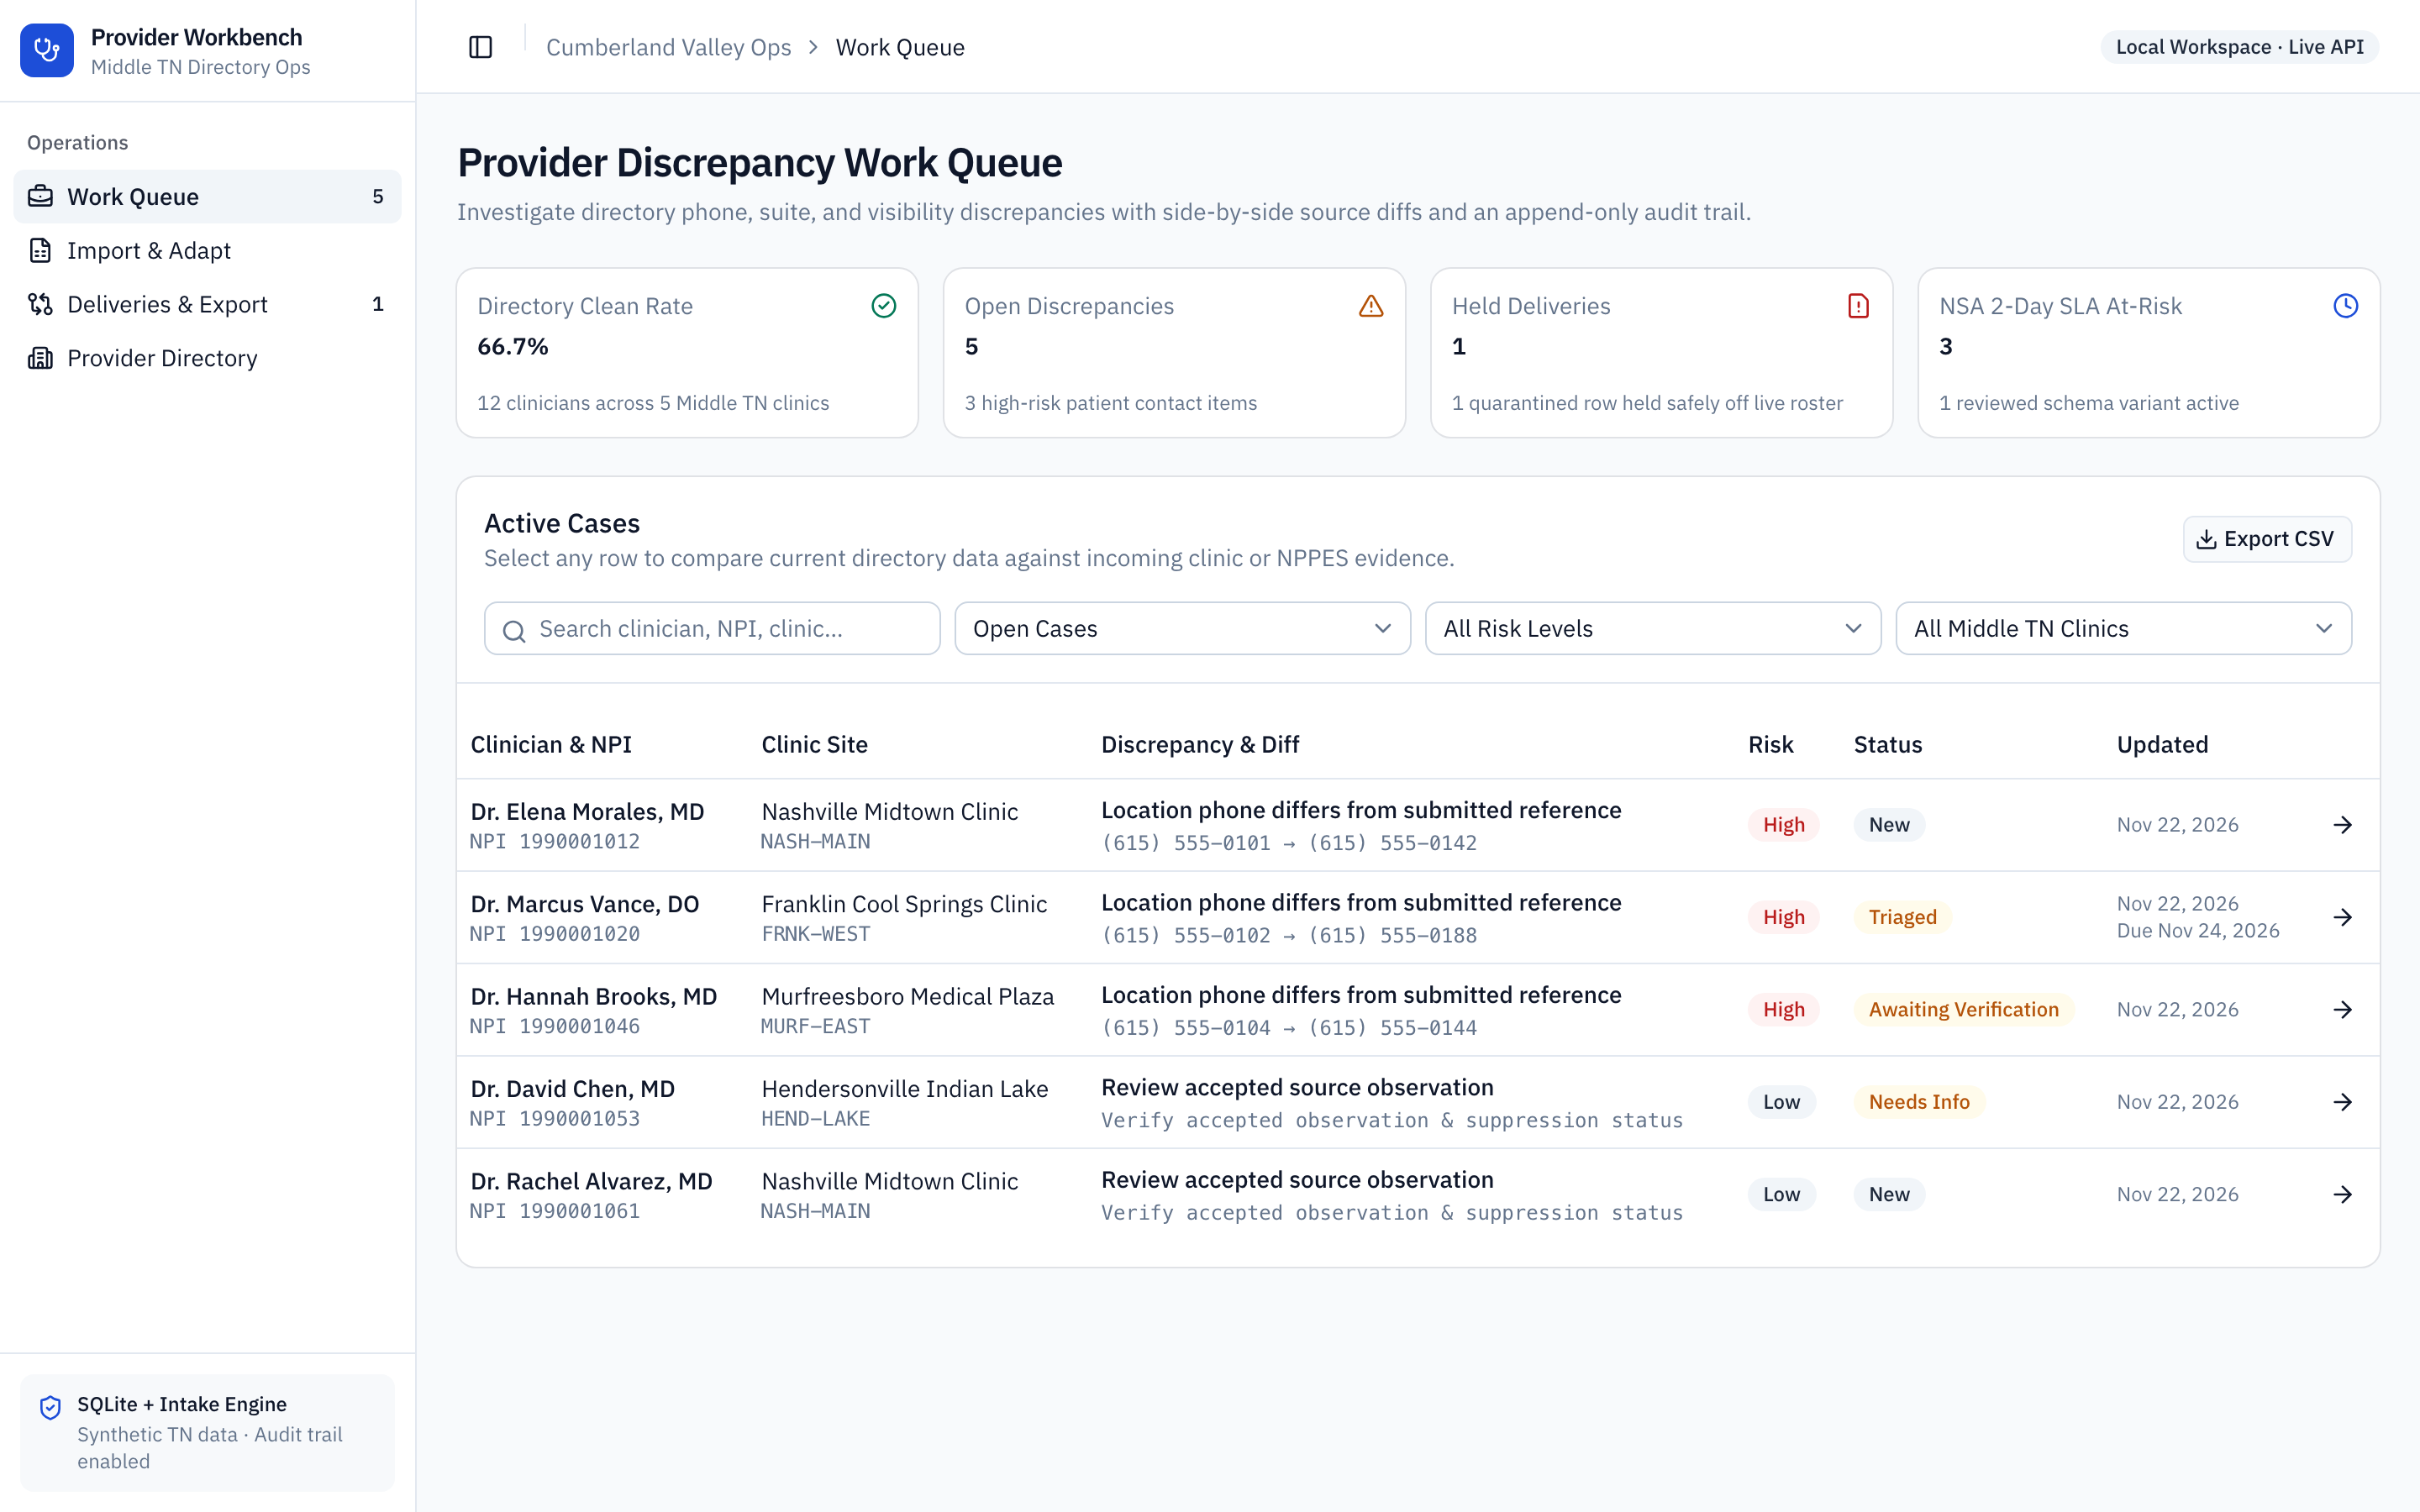 Provider Workbench
Middle TN Directory Ops
Operations
Work Queue 5
Import & Adapt
Deliveries & Export 1
Provider Directory
SQLite + Intake Engine
Synthetic TN data · Audit trail
enabled
Cumberland Valley Ops > Work Queue
Local Workspace · Live API
Provider Discrepancy Work Queue
Investigate directory phone, suite, and visibility discrepancies with side-by-side source diffs and an append-only audit trail.
Directory Clean Rate
66.7%
12 clinicians across 5 Middle TN clinics
Open Discrepancies
5
3 high-risk patient contact items
Held Deliveries
1
1 quarantined row held safely off live roster
NSA 2-Day SLA At-Risk
3
1 reviewed schema variant active
Active Cases
Select any row to compare current directory data against incoming clinic or NPPES evidence.
Export CSV
Search clinician, NPI, clinic...
Open Cases
All Risk Levels
All Middle TN Clinics
Clinician & NPI Clinic Site Discrepancy & Diff Risk Status Updated
Dr. Elena Morales, MD Nashville Midtown Clinic Location phone differs from submitted reference High New Nov 22, 2026
NPI 1990001012 NASH-MAIN (615) 555-0101 → (615) 555-0142
Dr. Marcus Vance, DO Franklin Cool Springs Clinic Location phone differs from submitted reference High Triaged Nov 22, 2026
NPI 1990001020 FRNK-WEST (615) 555-0102 → (615) 555-0188 Due Nov 24, 2026
Dr. Hannah Brooks, MD Murfreesboro Medical Plaza Location phone differs from submitted reference High Awaiting Verification Nov 22, 2026
NPI 1990001046 MURF-EAST (615) 555-0104 → (615) 555-0144
Dr. David Chen, MD Hendersonville Indian Lake Review accepted source observation Low Needs Info Nov 22, 2026
NPI 1990001053 HEND-LAKE Verify accepted observation & suppression status
Dr. Rachel Alvarez, MD Nashville Midtown Clinic Review accepted source observation Low New Nov 22, 2026
NPI 1990001061 NASH-MAIN Verify accepted observation & suppression status